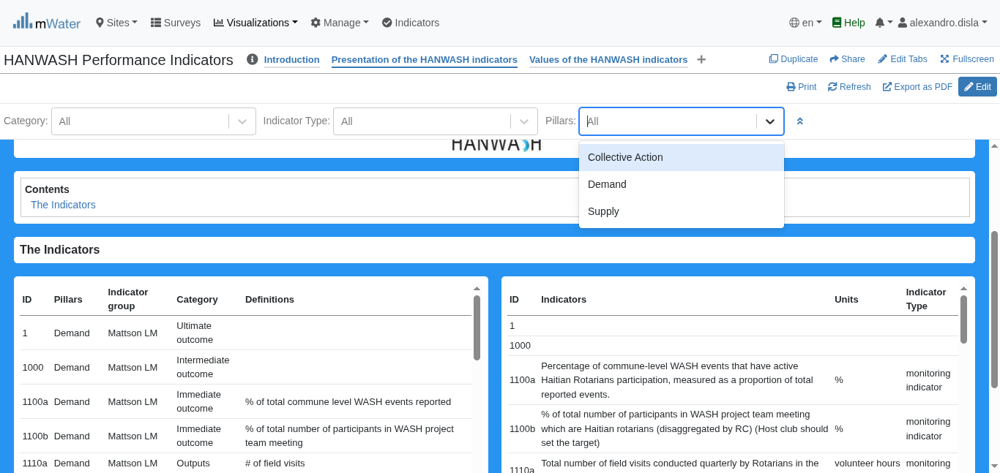 mWater Sites Surveys Visualizations Manage Indicators en Help alexandro.disla
HANWASH Performance Indicators Introduction Presentation of the HANWASH indicators Values of the HANWASH indicators Duplicate Share Edit Tabs Fullscreen
Print Refresh Export as PDF Edit
Category: All Indicator Type: All Pillars: All
HANWASH
Collective Action
Demand
Supply
Contents
The Indicators
The Indicators
ID Pillars Indicator group Category Definitions
1 Demand Mattson LM Ultimate outcome
1000 Demand Mattson LM Intermediate outcome
1100a Demand Mattson LM Immediate outcome % of total commune level WASH events reported
1100b Demand Mattson LM Immediate outcome % of total number of participants in WASH project team meeting
1110a Demand Mattson LM Outputs # of field visits
ID Indicators Units Indicator Type
1
1000
1100a Percentage of commune-level WASH events that have active Haitian Rotarians participation, measured as a proportion of total reported events. % monitoring indicator
1100b % of total number of participants in WASH project team meeting which are Haitian rotarians (disaggregated by RC) (Host club should set the target) % monitoring indicator
1110a Total number of field visits conducted quarterly by Rotarians in the volunteer hours monitoring